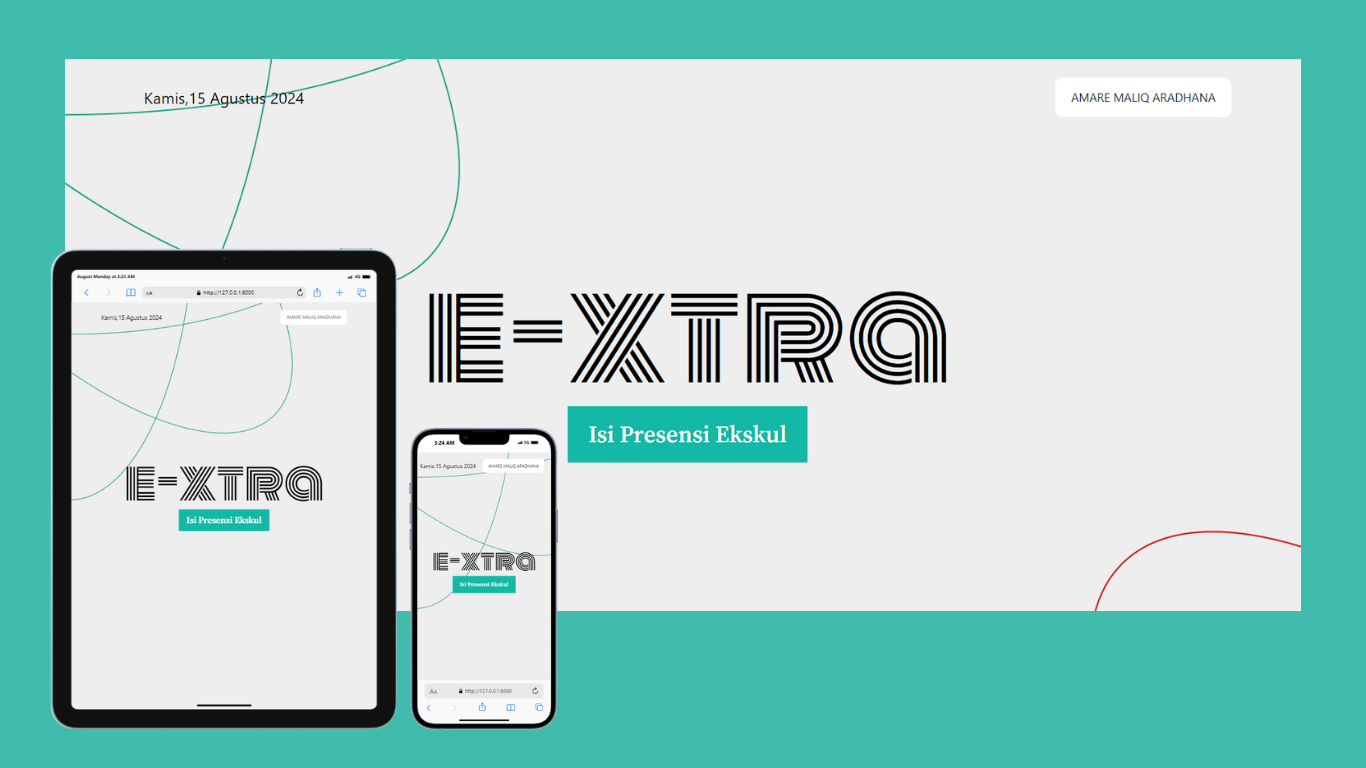 Kamis,15 Agustus 2024
AMARE MALIQ ARADHANA
E-XTRA
Isi Presensi Ekskul
August Monday at 3:25 AM
4G
AA
http://127.0.0.1:8000
Kamis,15 Agustus 2024
AMARE MALIQ ARADHANA
E-XTRA
Isi Presensi Ekskul
3:24 AM
5G
Kamis,15 Agustus 2024
AMARE MALIQ ARADHANA
E-XTRA
Isi Presensi Ekskul
AA
http://127.0.0.1:8000